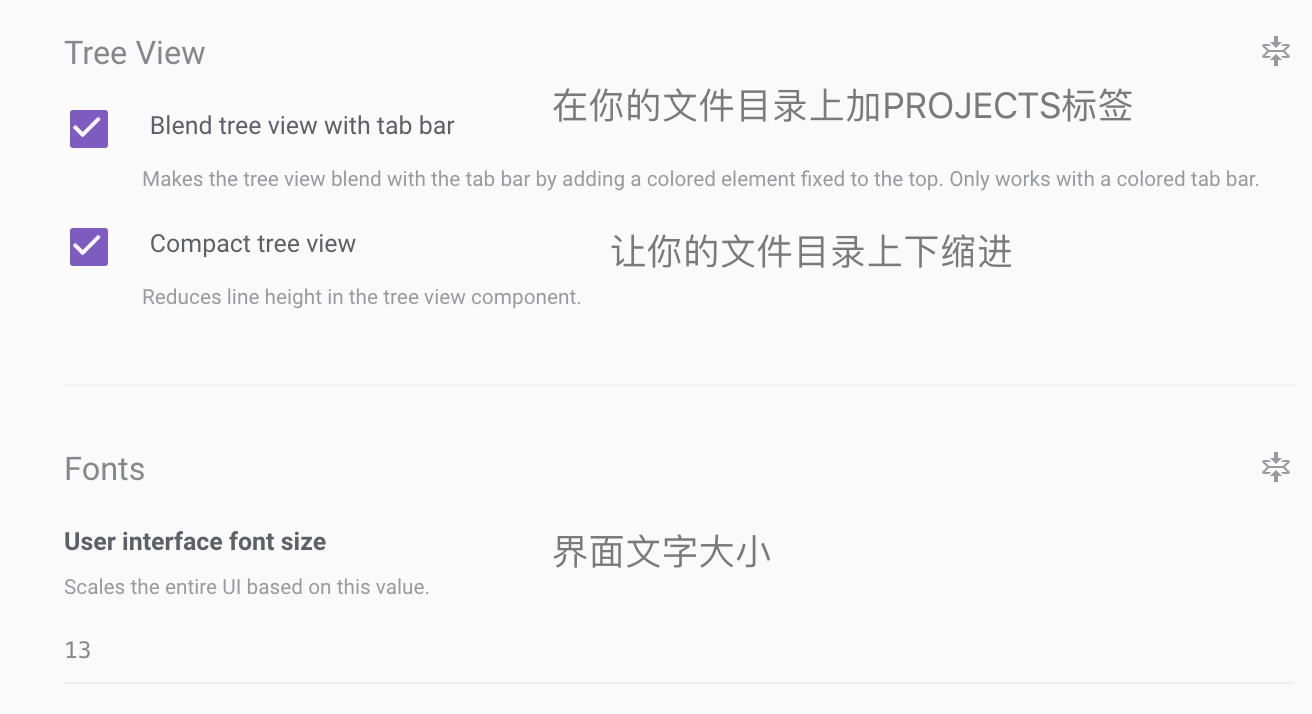 Tree View
在你的文件目录上加PROJECTS标签
Blend tree view with tab bar
Makes the tree view blend with the tab bar by adding a colored element fixed to the top. Only works with a colored tab bar.
Compact tree view
让你的文件目录上下缩进
Reduces line height in the tree view component.
Fonts
User interface font size
界面文字大小
Scales the entire UI based on this value.
13